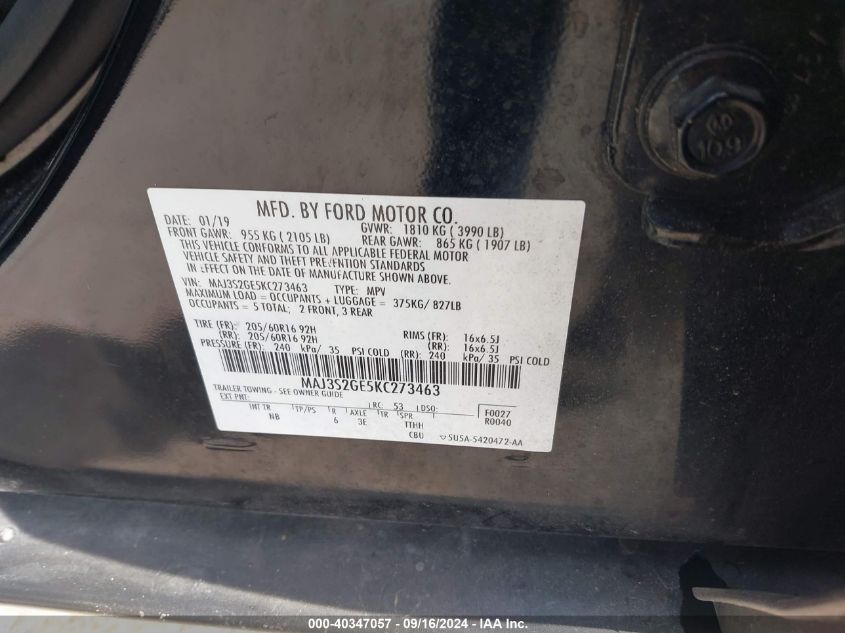 RD
109
MFD. BY FORD MOTOR CO.
DATE: 01/19 GVWR: 1810 KG ( 3990 LB)
FRONT GAWR: 955 KG ( 2105 LB) REAR GAWR: 865 KG ( 1907 LB)
THIS VEHICLE CONFORMS TO ALL APPLICABLE FEDERAL MOTOR
VEHICLE SAFETY AND THEFT PREVENTION STANDARDS
IN EFFECT ON THE DATE OF MANUFACTURE SHOWN ABOVE.
VIN: MAJ3S2GE5KC273463 TYPE: MPV
MAXIMUM LOAD = OCCUPANTS + LUGGAGE = 375KG/ 827LB
OCCUPANTS = 5 TOTAL; 2 FRONT, 3 REAR
TIRE (FR): 205/60R16 92H RIMS (FR): 16x6.5J
(RR): 205/60R16 92H (RR): 16x6.5J
PRESSURE (FR): 240 kPa/ 35 PSI COLD (RR): 240 kPa/ 35 PSI COLD
MAJ3S2GE5KC273463
TRAILER TOWING - SEE OWNER GUIDE
EXT PNT: RC: 53 DSO: F0027
INT TR TP/PS R AXLE TR SPR R0040
NB 6 3E TTHH
CBU SU5A-5420472-AA
000-40347057 - 09/16/2024 - IAA Inc.